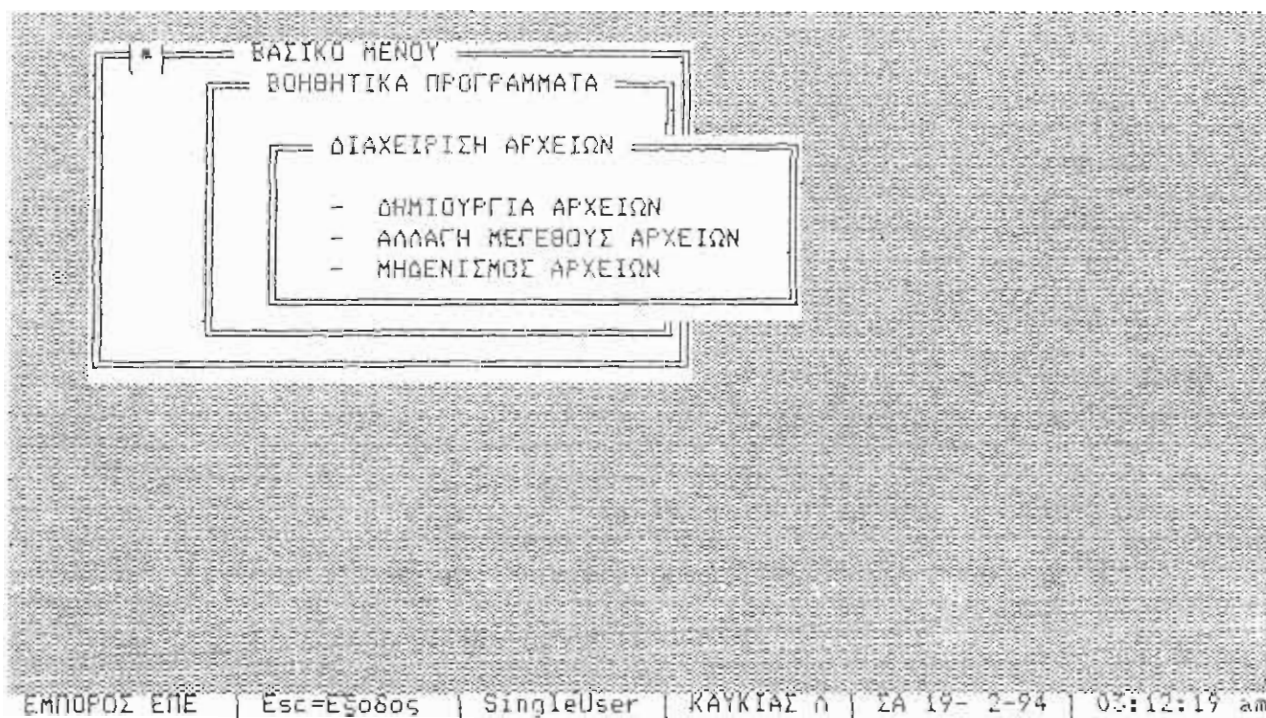 ΒΑΣΙΚΟ ΜΕΝΟΥ
ΒΟΗΘΗΤΙΚΑ ΠΡΟΓΡΑΜΜΑΤΑ
ΔΙΑΧΕΙΡΙΣΗ ΑΡΧΕΙΩΝ
- ΔΗΜΙΟΥΡΓΙΑ ΑΡΧΕΙΩΝ
- ΑΛΛΑΓΗ ΜΕΓΕΘΟΥΣ ΑΡΧΕΙΩΝ
- ΜΗΔΕΝΙΣΜΟΣ ΑΡΧΕΙΩΝ
ΕΜΠΟΡΟΣ ΕΠΕ | Esc=Εξοδος | SingleUser | ΚΑΥΚΙΑΣ Λ | ΣΑ 19- 2-94 | 03:12:19 am